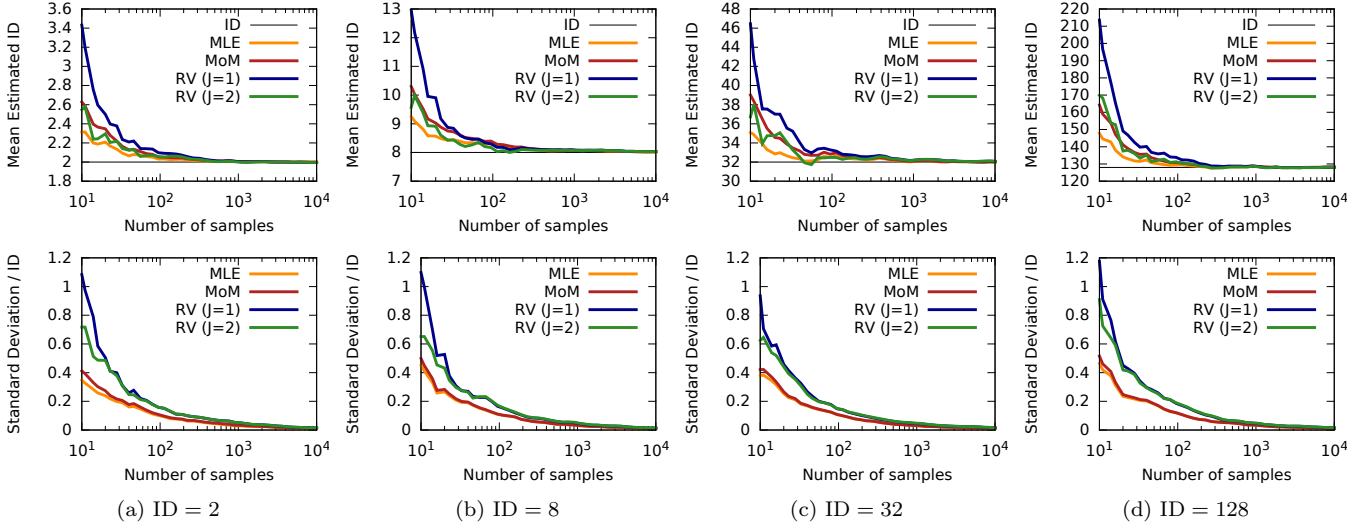 Mean Estimated ID
3.6
3.4
3.2
3
2.8
2.6
2.4
2.2
2
1.8
ID
MLE
MoM
RV (J=1)
RV (J=2)
10^1 10^2 10^3 10^4
Number of samples
Mean Estimated ID
13
12
11
10
9
8
7
ID
MLE
MoM
RV (J=1)
RV (J=2)
10^1 10^2 10^3 10^4
Number of samples
Mean Estimated ID
48
46
44
42
40
38
36
34
32
30
ID
MLE
MoM
RV (J=1)
RV (J=2)
10^1 10^2 10^3 10^4
Number of samples
Mean Estimated ID
220
210
200
190
180
170
160
150
140
130
120
ID
MLE
MoM
RV (J=1)
RV (J=2)
10^1 10^2 10^3 10^4
Number of samples
Standard Deviation / ID
1.2
1
0.8
0.6
0.4
0.2
0
MLE
MoM
RV (J=1)
RV (J=2)
10^1 10^2 10^3 10^4
Number of samples
(a) ID = 2
Standard Deviation / ID
1.2
1
0.8
0.6
0.4
0.2
0
MLE
MoM
RV (J=1)
RV (J=2)
10^1 10^2 10^3 10^4
Number of samples
(b) ID = 8
Standard Deviation / ID
1.2
1
0.8
0.6
0.4
0.2
0
MLE
MoM
RV (J=1)
RV (J=2)
10^1 10^2 10^3 10^4
Number of samples
(c) ID = 32
Standard Deviation / ID
1.2
1
0.8
0.6
0.4
0.2
0
MLE
MoM
RV (J=1)
RV (J=2)
10^1 10^2 10^3 10^4
Number of samples
(d) ID = 128